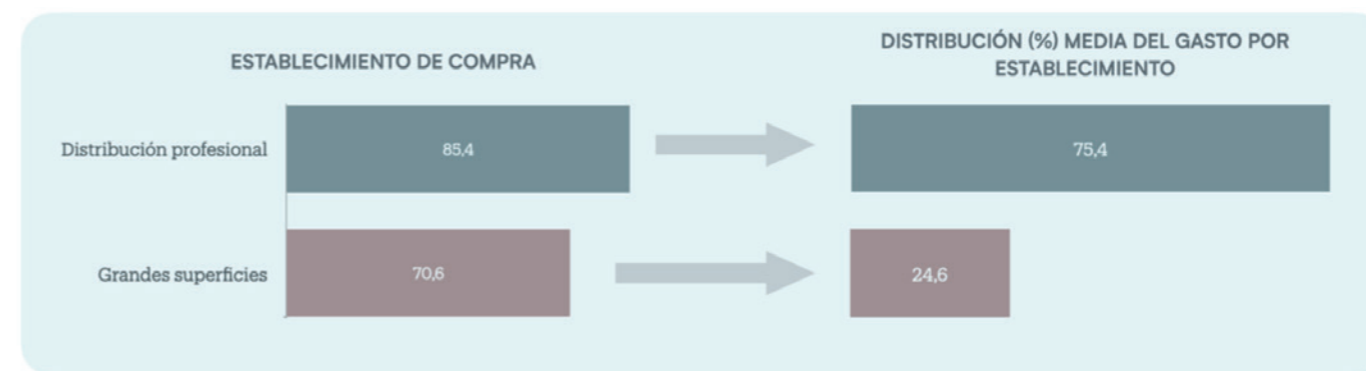 ESTABLECIMIENTO DE COMPRA
DISTRIBUCIÓN (%) MEDIA DEL GASTO POR
ESTABLECIMIENTO
Distribución profesional
85,4
75,4
Grandes superficies
70,6
24,6